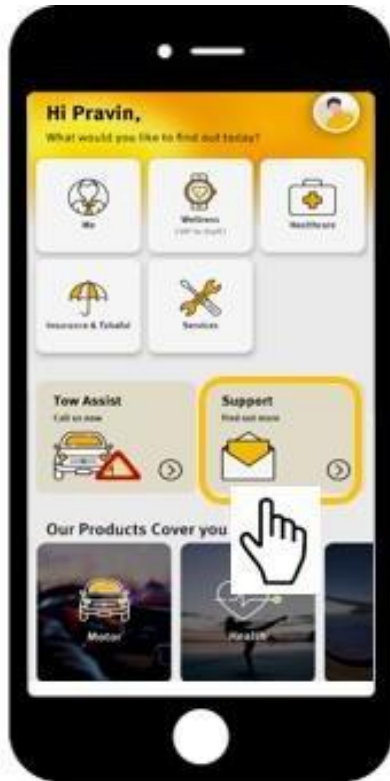 Hi Pravin,
What would you like to find out today?
Me
Wellness
Healthcare
Insurance & Takaful
Services
Tow Assist
Call us now
Support
Find out more
Our Products Cover you
Motor
Health